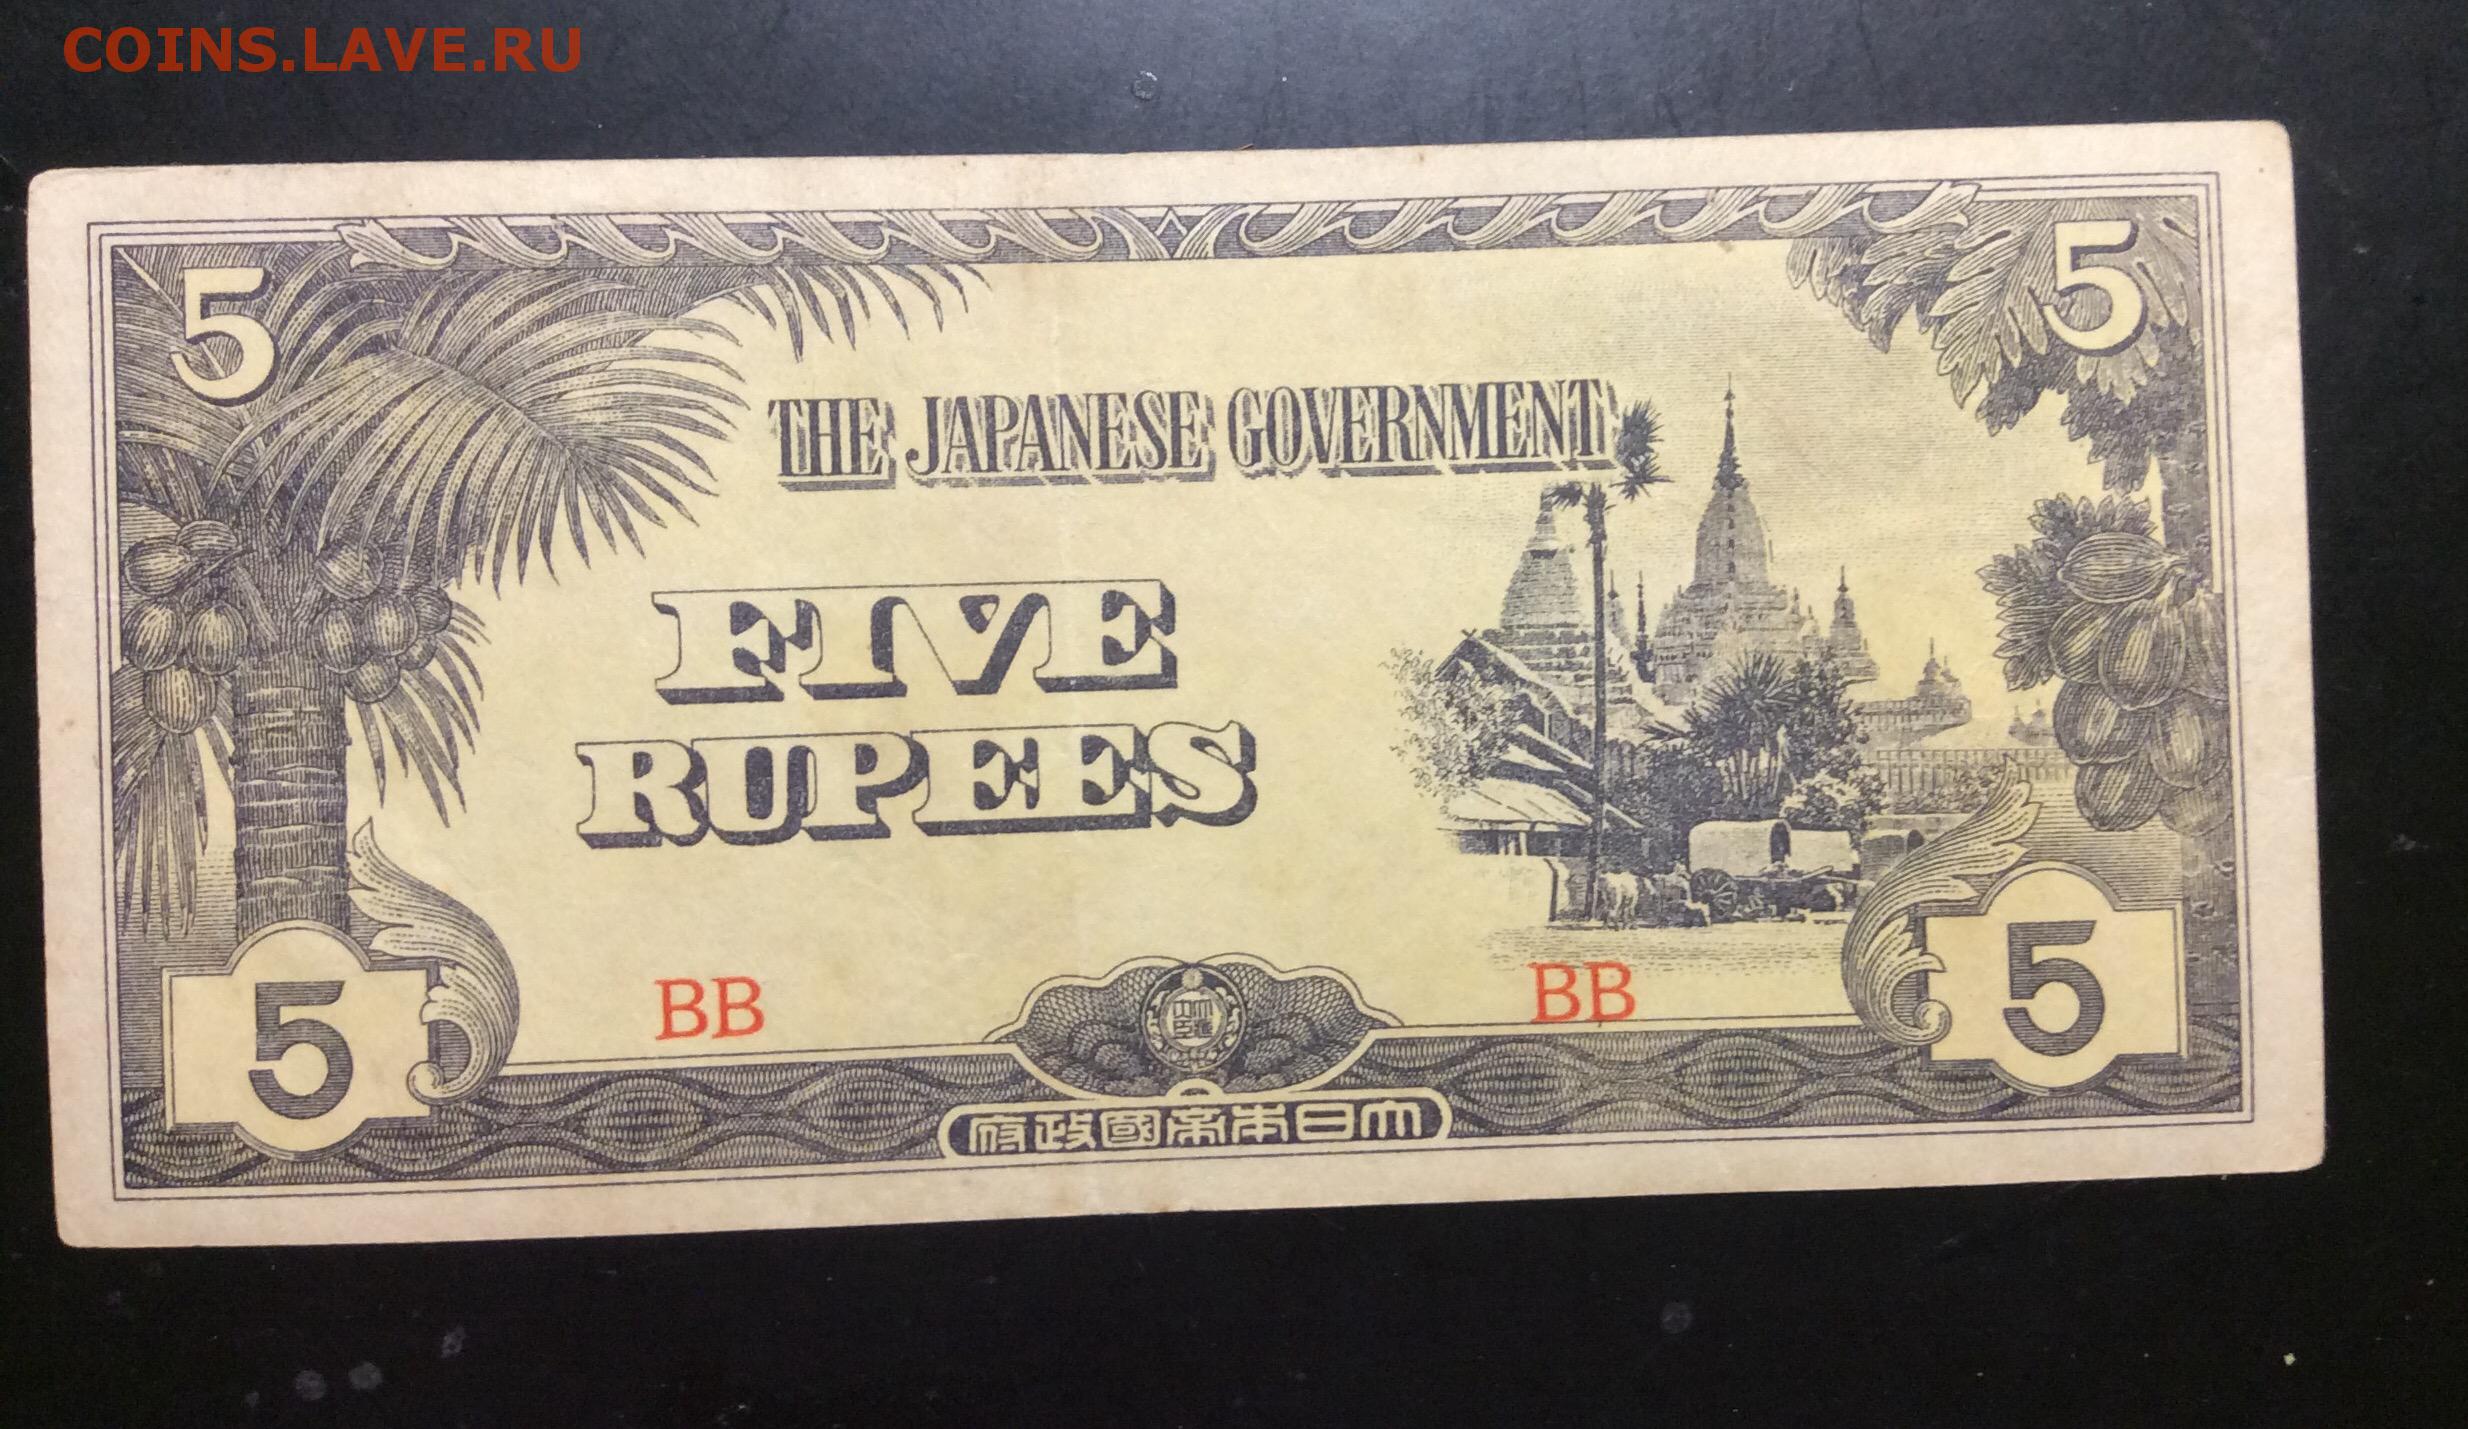 COINS.LAVE.RU
5 5
THE JAPANESE GOVERNMENT
FIVE
RUPEES
BB BB
5 5
府政國帝本日大